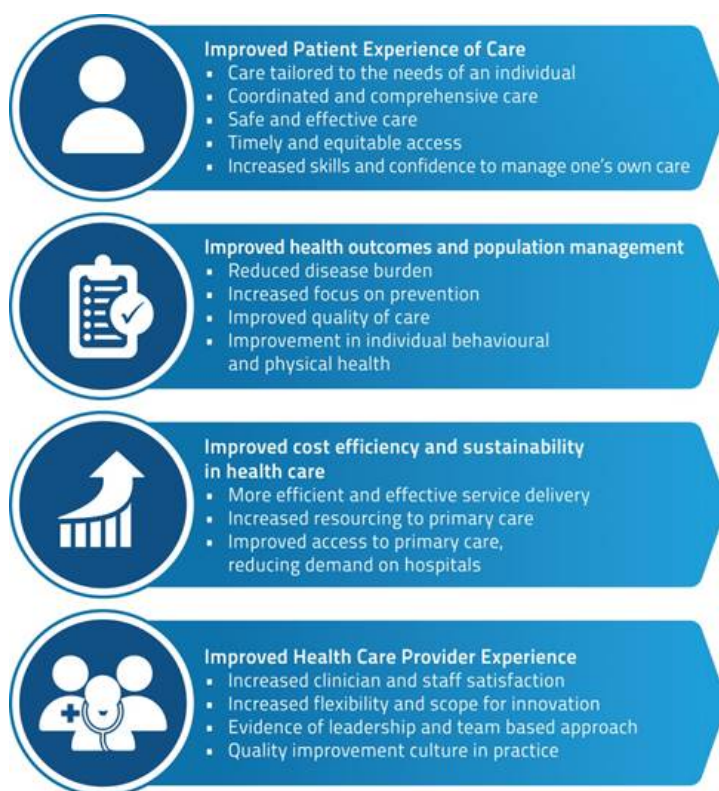 Improved Patient Experience of Care
▪ Care tailored to the needs of an individual
▪ Coordinated and comprehensive care
▪ Safe and effective care
▪ Timely and equitable access
▪ Increased skills and confidence to manage one's own care
Improved health outcomes and population management
▪ Reduced disease burden
▪ Increased focus on prevention
▪ Improved quality of care
▪ Improvement in individual behavioural
and physical health
Improved cost efficiency and sustainability
in health care
▪ More efficient and effective service delivery
▪ Increased resourcing to primary care
▪ Improved access to primary care,
reducing demand on hospitals
Improved Health Care Provider Experience
▪ Increased clinician and staff satisfaction
▪ Increased flexibility and scope for innovation
▪ Evidence of leadership and team based approach
▪ Quality improvement culture in practice